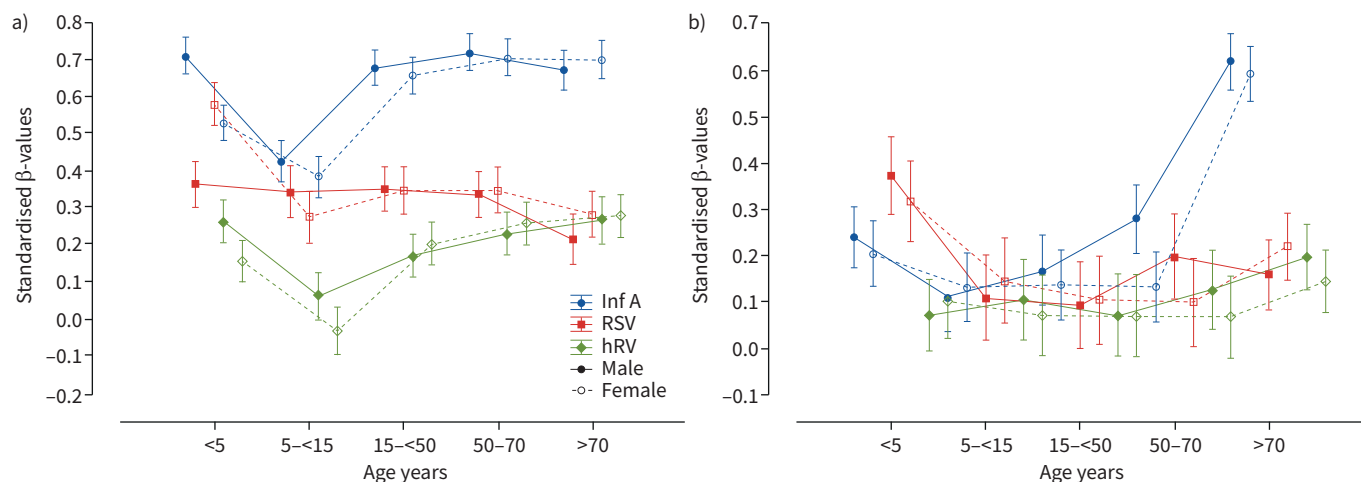 a)
0.8
0.7
0.6
0.5
0.4
0.3
0.2
0.1
0.0
–0.1
–0.2
Standardised β-values
<5
5–<15
15–<50
50–70
>70
Age years
Inf A
RSV
hRV
Male
Female
b)
0.7
0.6
0.5
0.4
0.3
0.2
0.1
0.0
–0.1
Standardised β-values
<5
5–<15
15–<50
50–70
>70
Age years